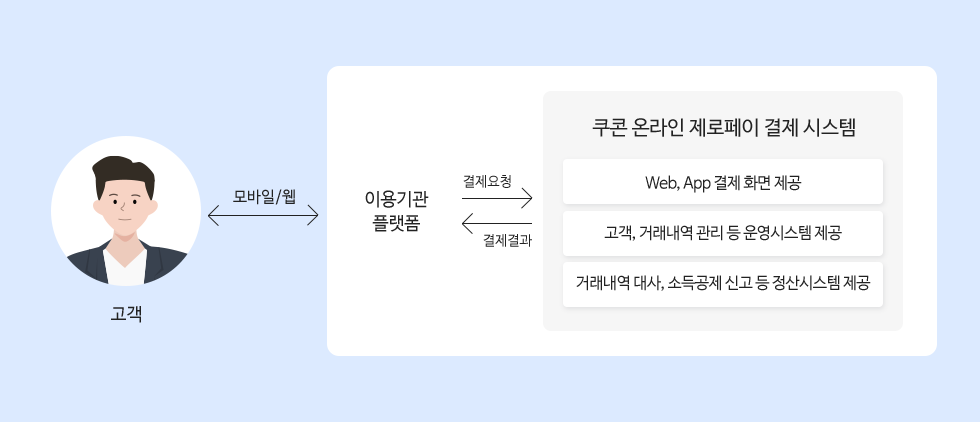 고객
모바일/웹
이용기관
플랫폼
결제요청
결제결과
쿠콘 온라인 제로페이 결제 시스템
Web, App 결제 화면 제공
고객, 거래내역 관리 등 운영시스템 제공
거래내역 대사, 소득공제 신고 등 정산시스템 제공